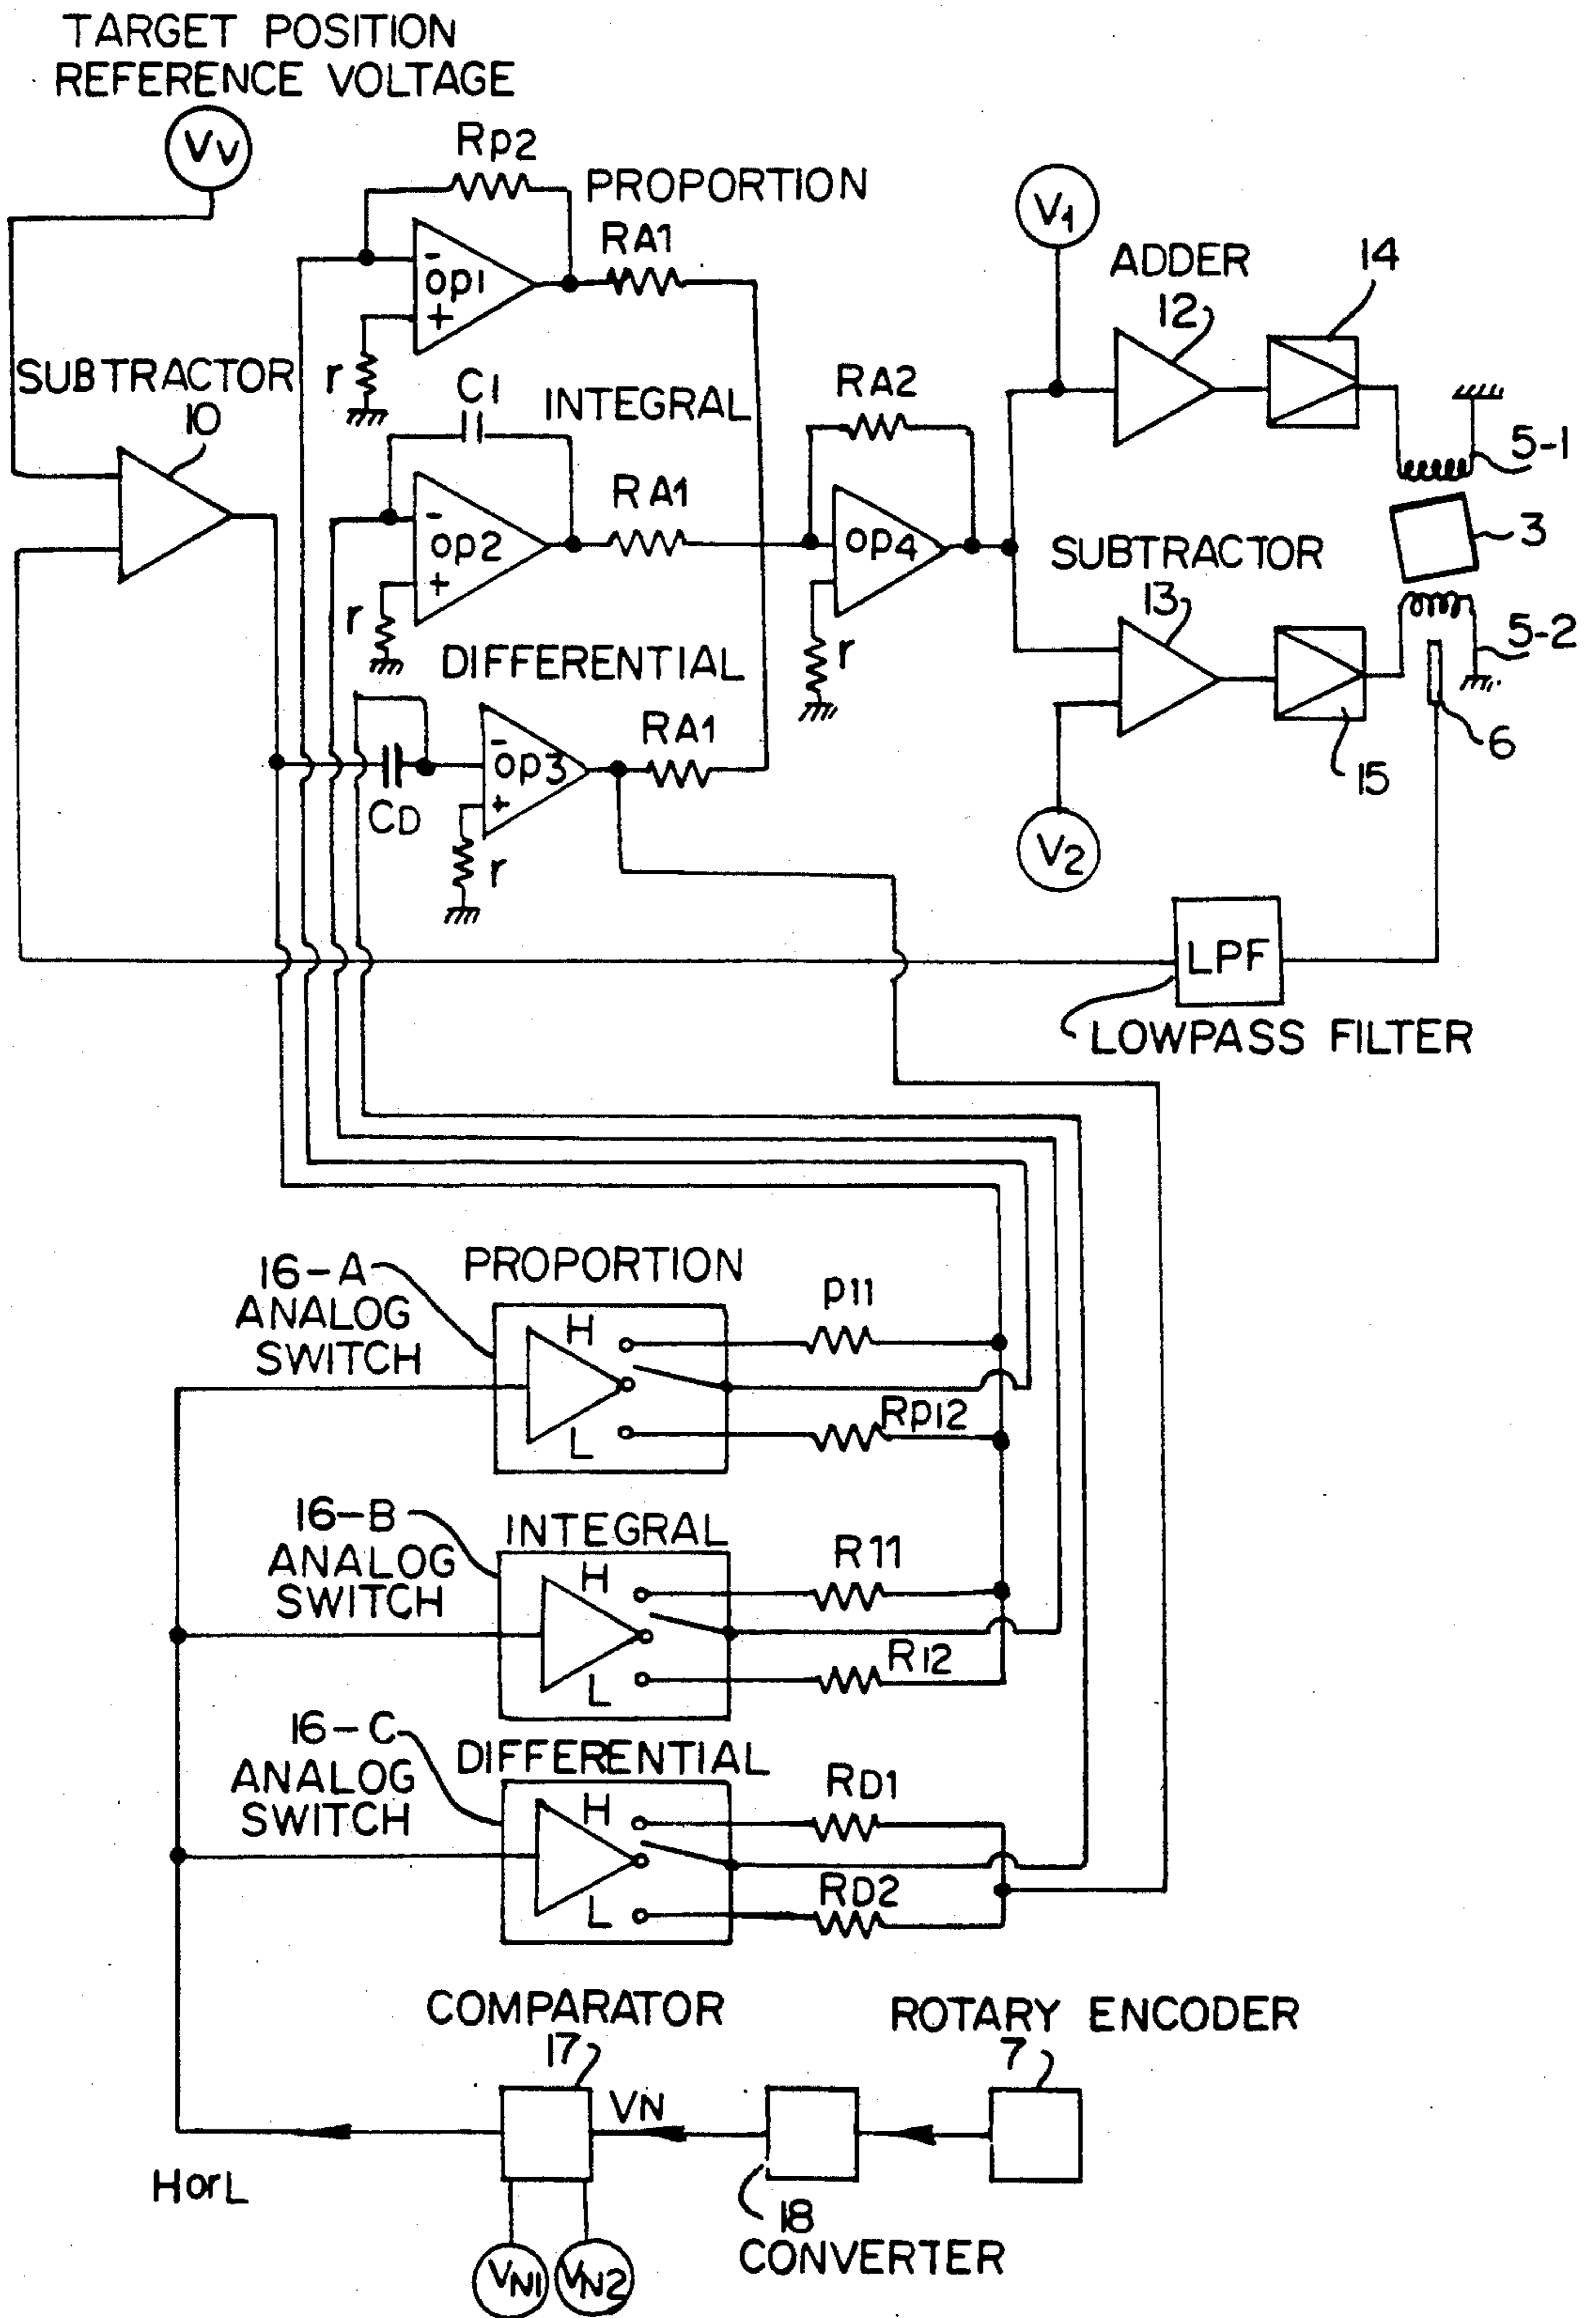 TARGET POSITION
REFERENCE VOLTAGE
Vv
Rp2
PROPORTION
RA1
-
op1
+
r
SUBTRACTOR
10
C1
INTEGRAL
RA1
-
op2
+
r
DIFFERENTIAL
RA1
-
op3
+
CD
r
RA2
op4
r
V1
ADDER
12
14
5-1
3
SUBTRACTOR
13
5-2
6
15
V2
LPF
LOWPASS FILTER
16-A
ANALOG
SWITCH
PROPORTION
H
L
P11
Rp12
16-B
ANALOG
SWITCH
INTEGRAL
H
L
R11
R12
16-C
ANALOG
SWITCH
DIFFERENTIAL
H
L
RD1
RD2
COMPARATOR
17
ROTARY ENCODER
7
VN
HorL
18
CONVERTER
VN1
VN2